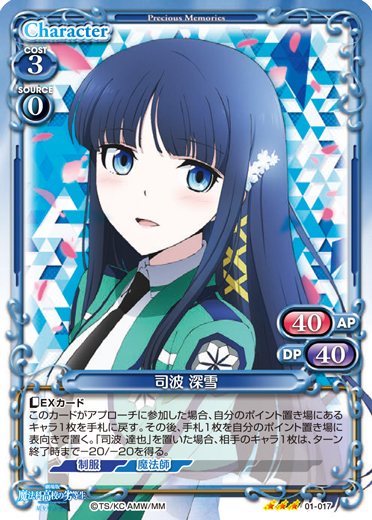 Precious Memories
Character
COST
3
SOURCE
0
40 AP
DP 40
司波 深雪
EXカード
このカードがアプローチに参加した場合、自分のポイント置き場にある
キャラ1枚を手札に戻す。その後、手札1枚を自分のポイント置き場に
表向きで置く。「司波 達也」を置いた場合、相手のキャラ1枚は、ターン
終了時まで-20/-20を得る。
制服 魔法師
魔法科高校の劣等生
©TS/KC AMW/MM
01-017